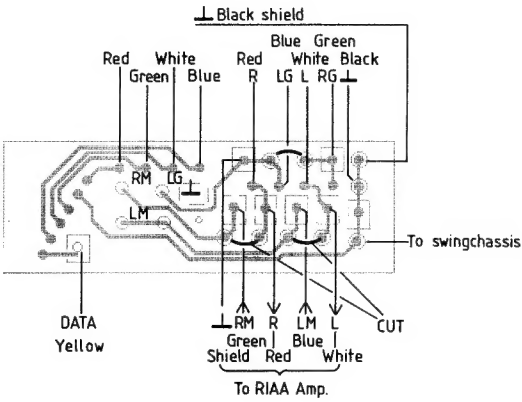 Black shield
Blue Green
Red White Red White Black
Green Blue R LG L RG
RM LG
LM
To swingchassis
DATA
Yellow
RM R LM L
CUT
Green Blue
Shield Red White
To RIAA Amp.